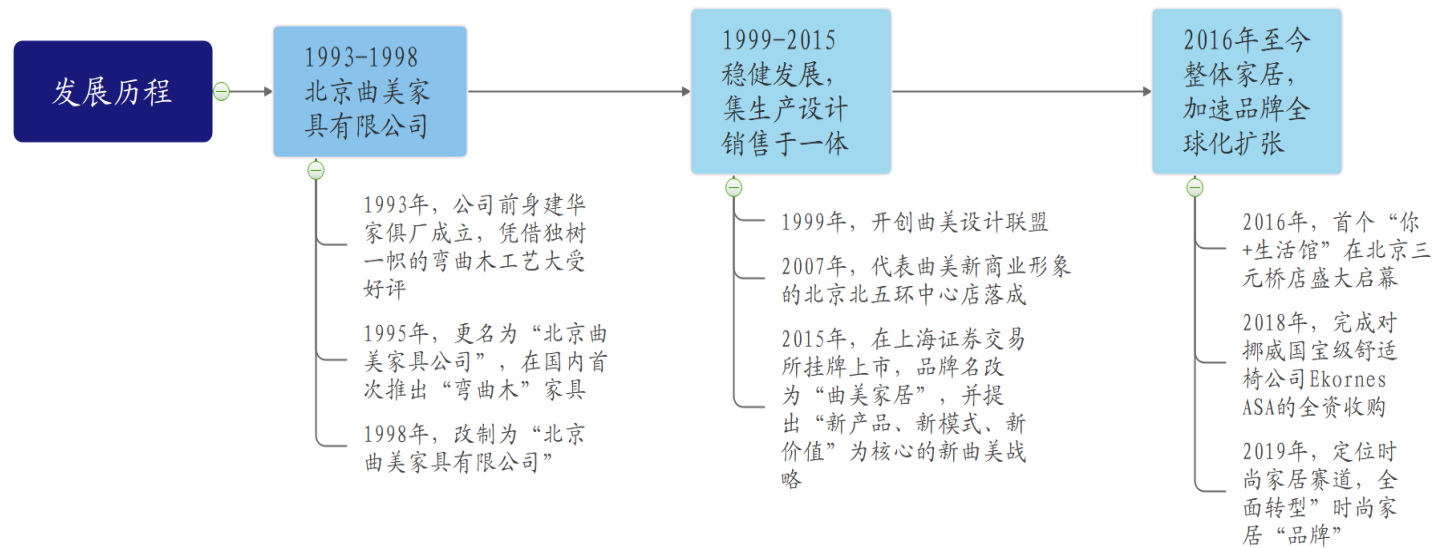 发展历程
1993-1998
北京曲美家
具有限公司
1993年，公司前身建华
家俱厂成立，凭借独树
一帜的弯曲木工艺大受
好评
1995年，更名为“北京曲
美家具公司”，在国内首
次推出“弯曲木”家具
1998年，改制为“北京
曲美家具有限公司”
1999-2015
稳健发展，
集生产设计
销售于一体
1999年，开创曲美设计联盟
2007年，代表曲美新商业形象
的北京北五环中心店落成
2015年，在上海证券交易
所挂牌上市，品牌名改
为“曲美家居”，并提
出“新产品、新模式、新
价值”为核心的新曲美战
略
2016年至今
整体家居，
加速品牌全
球化扩张
2016年，首个“你
+生活馆”在北京三
元桥店盛大启幕
2018年，完成对
挪威国宝级舒适
椅公司Ekornes
ASA的全资收购
2019年，定位时
尚家居赛道，全
面转型”时尚家
居“品牌”